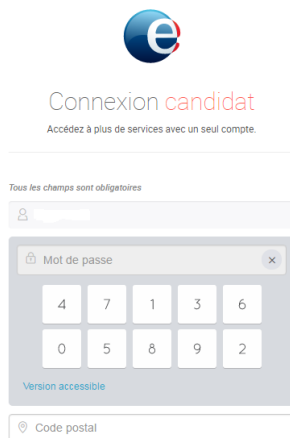 e
Connexion candidat
Accédez à plus de services avec un seul compte.
Tous les champs sont obligatoires
Mot de passe
×
4 7 1 3 6
0 5 8 9 2
Version accessible
Code postal